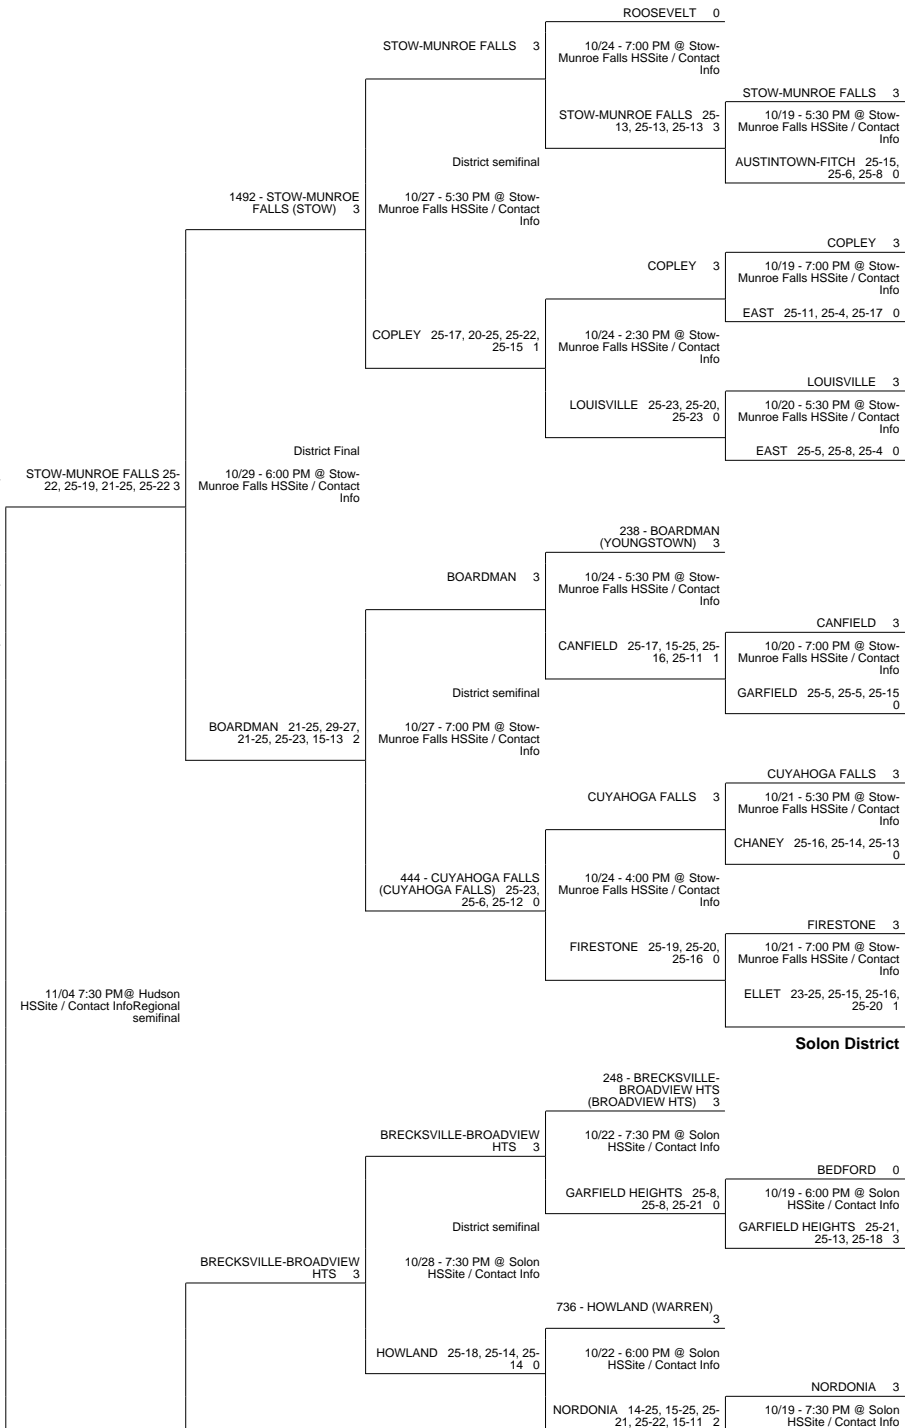 ROOSEVELT 0
STOW-MUNROE FALLS 3
10/24 - 7:00 PM @ Stow-
Munroe Falls HSSite / Contact
Info
STOW-MUNROE FALLS 3
STOW-MUNROE FALLS 25-
13, 25-13, 25-13 3
10/19 - 5:30 PM @ Stow-
Munroe Falls HSSite / Contact
Info
District semifinal
AUSTINTOWN-FITCH 25-15,
25-6, 25-8 0
1492 - STOW-MUNROE
FALLS (STOW) 3
10/27 - 5:30 PM @ Stow-
Munroe Falls HSSite / Contact
Info
COPLEY 3
COPLEY 3
10/19 - 7:00 PM @ Stow-
Munroe Falls HSSite / Contact
Info
EAST 25-11, 25-4, 25-17 0
COPLEY 25-17, 20-25, 25-22,
25-15 1
10/24 - 2:30 PM @ Stow-
Munroe Falls HSSite / Contact
Info
LOUISVILLE 3
LOUISVILLE 25-23, 25-20,
25-23 0
10/20 - 5:30 PM @ Stow-
Munroe Falls HSSite / Contact
Info
District Final
EAST 25-5, 25-8, 25-4 0
STOW-MUNROE FALLS 25-
22, 25-19, 21-25, 25-22 3
10/29 - 6:00 PM @ Stow-
Munroe Falls HSSite / Contact
Info
238 - BOARDMAN
(YOUNGSTOWN) 3
BOARDMAN 3
10/24 - 5:30 PM @ Stow-
Munroe Falls HSSite / Contact
Info
CANFIELD 3
CANFIELD 25-17, 15-25, 25-
16, 25-11 1
10/20 - 7:00 PM @ Stow-
Munroe Falls HSSite / Contact
Info
District semifinal
GARFIELD 25-5, 25-5, 25-15
0
BOARDMAN 21-25, 29-27,
21-25, 25-23, 15-13 2
10/27 - 7:00 PM @ Stow-
Munroe Falls HSSite / Contact
Info
CUYAHOGA FALLS 3
CUYAHOGA FALLS 3
10/21 - 5:30 PM @ Stow-
Munroe Falls HSSite / Contact
Info
CHANEY 25-16, 25-14, 25-13
0
444 - CUYAHOGA FALLS
(CUYAHOGA FALLS) 25-23,
25-6, 25-12 0
10/24 - 4:00 PM @ Stow-
Munroe Falls HSSite / Contact
Info
FIRESTONE 3
FIRESTONE 25-19, 25-20,
25-16 0
10/21 - 7:00 PM @ Stow-
Munroe Falls HSSite / Contact
Info
11/04 7:30 PM@ Hudson
HSSite / Contact InfoRegional
semifinal
ELLET 23-25, 25-15, 25-16,
25-20 1
Solon District
248 - BRECKSVILLE-
BROADVIEW HTS
(BROADVIEW HTS) 3
BRECKSVILLE-BROADVIEW
HTS 3
10/22 - 7:30 PM @ Solon
HSSite / Contact Info
BEDFORD 0
GARFIELD HEIGHTS 25-8,
25-8, 25-21 0
10/19 - 6:00 PM @ Solon
HSSite / Contact Info
District semifinal
GARFIELD HEIGHTS 25-21,
25-13, 25-18 3
BRECKSVILLE-BROADVIEW
HTS 3
10/28 - 7:30 PM @ Solon
HSSite / Contact Info
736 - HOWLAND (WARREN)
3
HOWLAND 25-18, 25-14, 25-
14 0
10/22 - 6:00 PM @ Solon
HSSite / Contact Info
NORDONIA 3
NORDONIA 14-25, 15-25, 25-
21, 25-22, 15-11 2
10/19 - 7:30 PM @ Solon
HSSite / Contact Info